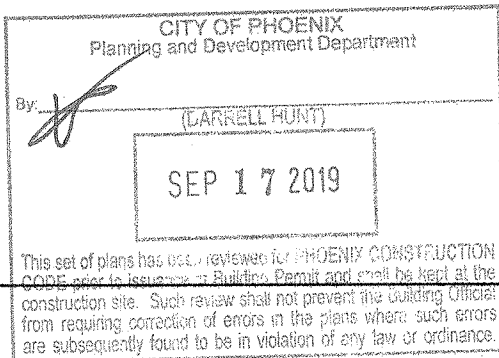 CITY OF PHOENIX
Planning and Development Department
By:
(DARRELL HUNT)
SEP 17 2019
This set of plans has been reviewed for PHOENIX CONSTRUCTION
CODE prior to issuance of Building Permit and shall be kept at the
construction site. Such review shall not prevent the Building Official
from requiring correction of errors in the plans where such errors
are subsequently found to be in violation of any law or ordinance.